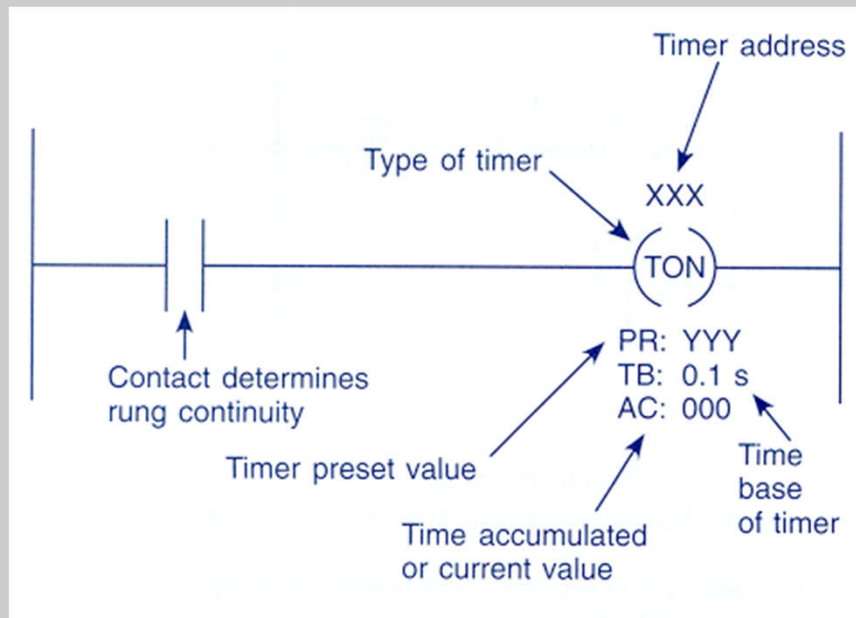 Timer address
Type of timer
XXX
TON
PR: YYY
TB: 0.1 s
AC: 000
Contact determines
rung continuity
Timer preset value
Time
base
of timer
Time accumulated
or current value